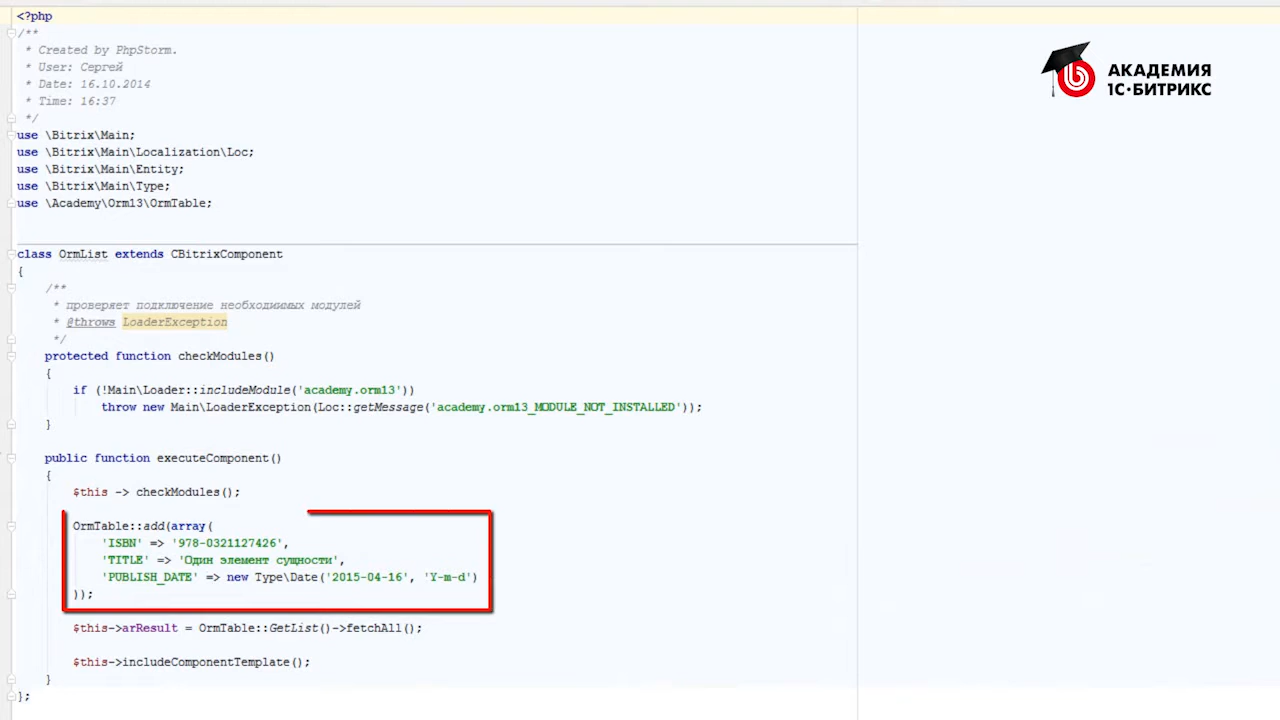 <?php
/**
 * Created by PhpStorm.
 * User: Сергей
 * Date: 16.10.2014
 * Time: 16:37
 */
use \Bitrix\Main;
use \Bitrix\Main\Localization\Loc;
use \Bitrix\Main\Entity;
use \Bitrix\Main\Type;
use \Academy\Orm13\OrmTable;
АКАДЕМИЯ
1С·БИТРИКС
class OrmList extends CBitrixComponent
{
    /**
     * проверяет подключение необходиимых модулей
     * @throws LoaderException
     */
    protected function checkModules()
    {
        if (!Main\Loader::includeModule('academy.orm13'))
            throw new Main\LoaderException(Loc::getMessage('academy.orm13_MODULE_NOT_INSTALLED'));
    }
    public function executeComponent()
    {
        $this -> checkModules();
        OrmTable::add(array(
            'ISBN' => '978-0321127426',
            'TITLE' => 'Один элемент сущности',
            'PUBLISH_DATE' => new Type\Date('2015-04-16', 'Y-m-d')
        ));
        $this->arResult = OrmTable::GetList()->fetchAll();
        $this->includeComponentTemplate();
    }
};